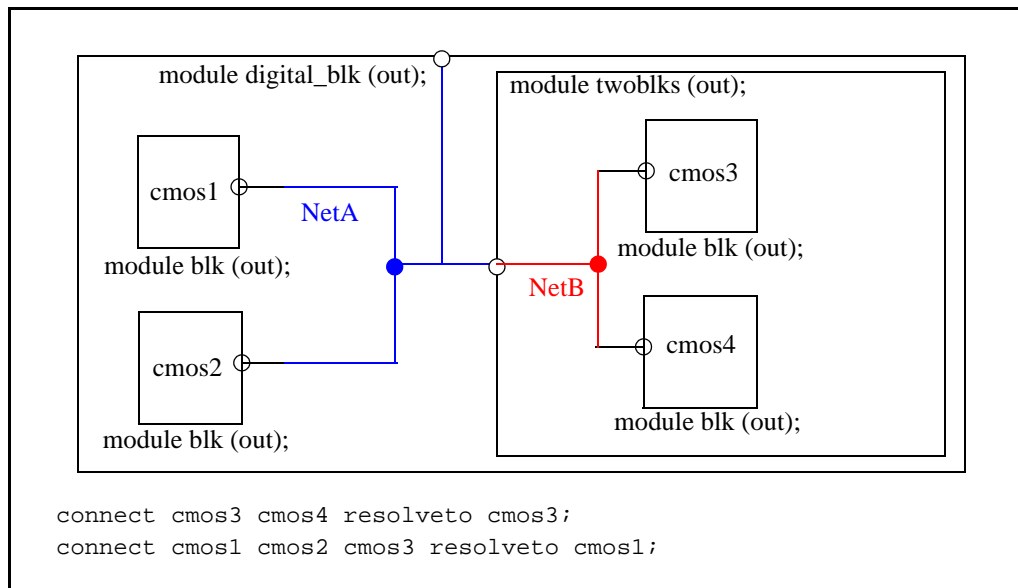 module digital_blk (out);
module twoblks (out);
cmos1
cmos3
NetA
module blk (out);
module blk (out);
NetB
cmos2
cmos4
module blk (out);
module blk (out);
connect cmos3 cmos4 resolveto cmos3;
connect cmos1 cmos2 cmos3 resolveto cmos1;